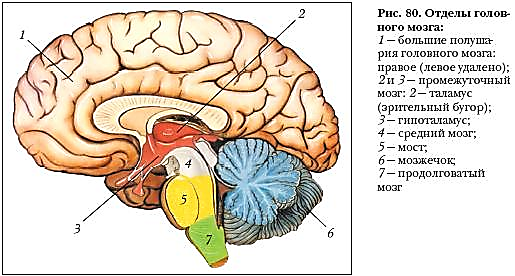 1
2
3
4
5
6
7
Рис. 80. Отделы голов-
ного мозга:
1 – большие полуша-
рия головного мозга:
правое (левое удалено);
2 и 3 – промежуточный
мозг: 2 – таламус
(зрительный бугор);
3 – гипоталамус;
4 – средний мозг;
5 – мост;
6 – мозжечок;
7 – продолговатый
мозг